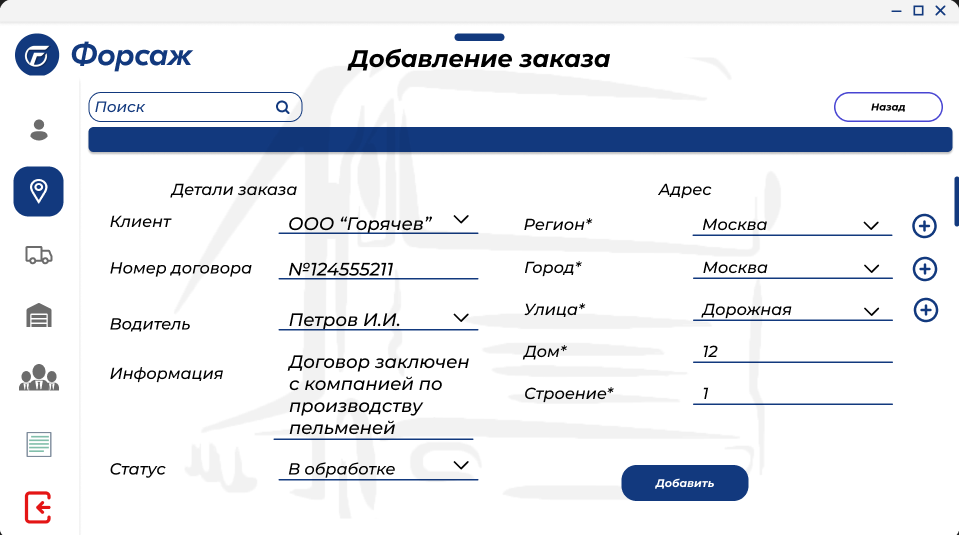 Форсаж
Добавление заказа
Поиск
Назад
Детали заказа
Клиент
ООО “Горячев”
Номер договора
№124555211
Водитель
Петров И.И.
Информация
Договор заключен
с компанией по
производству
пельменей
Статус
В обработке
Адрес
Регион*
Москва
Город*
Москва
Улица*
Дорожная
Дом*
12
Строение*
1
Добавить